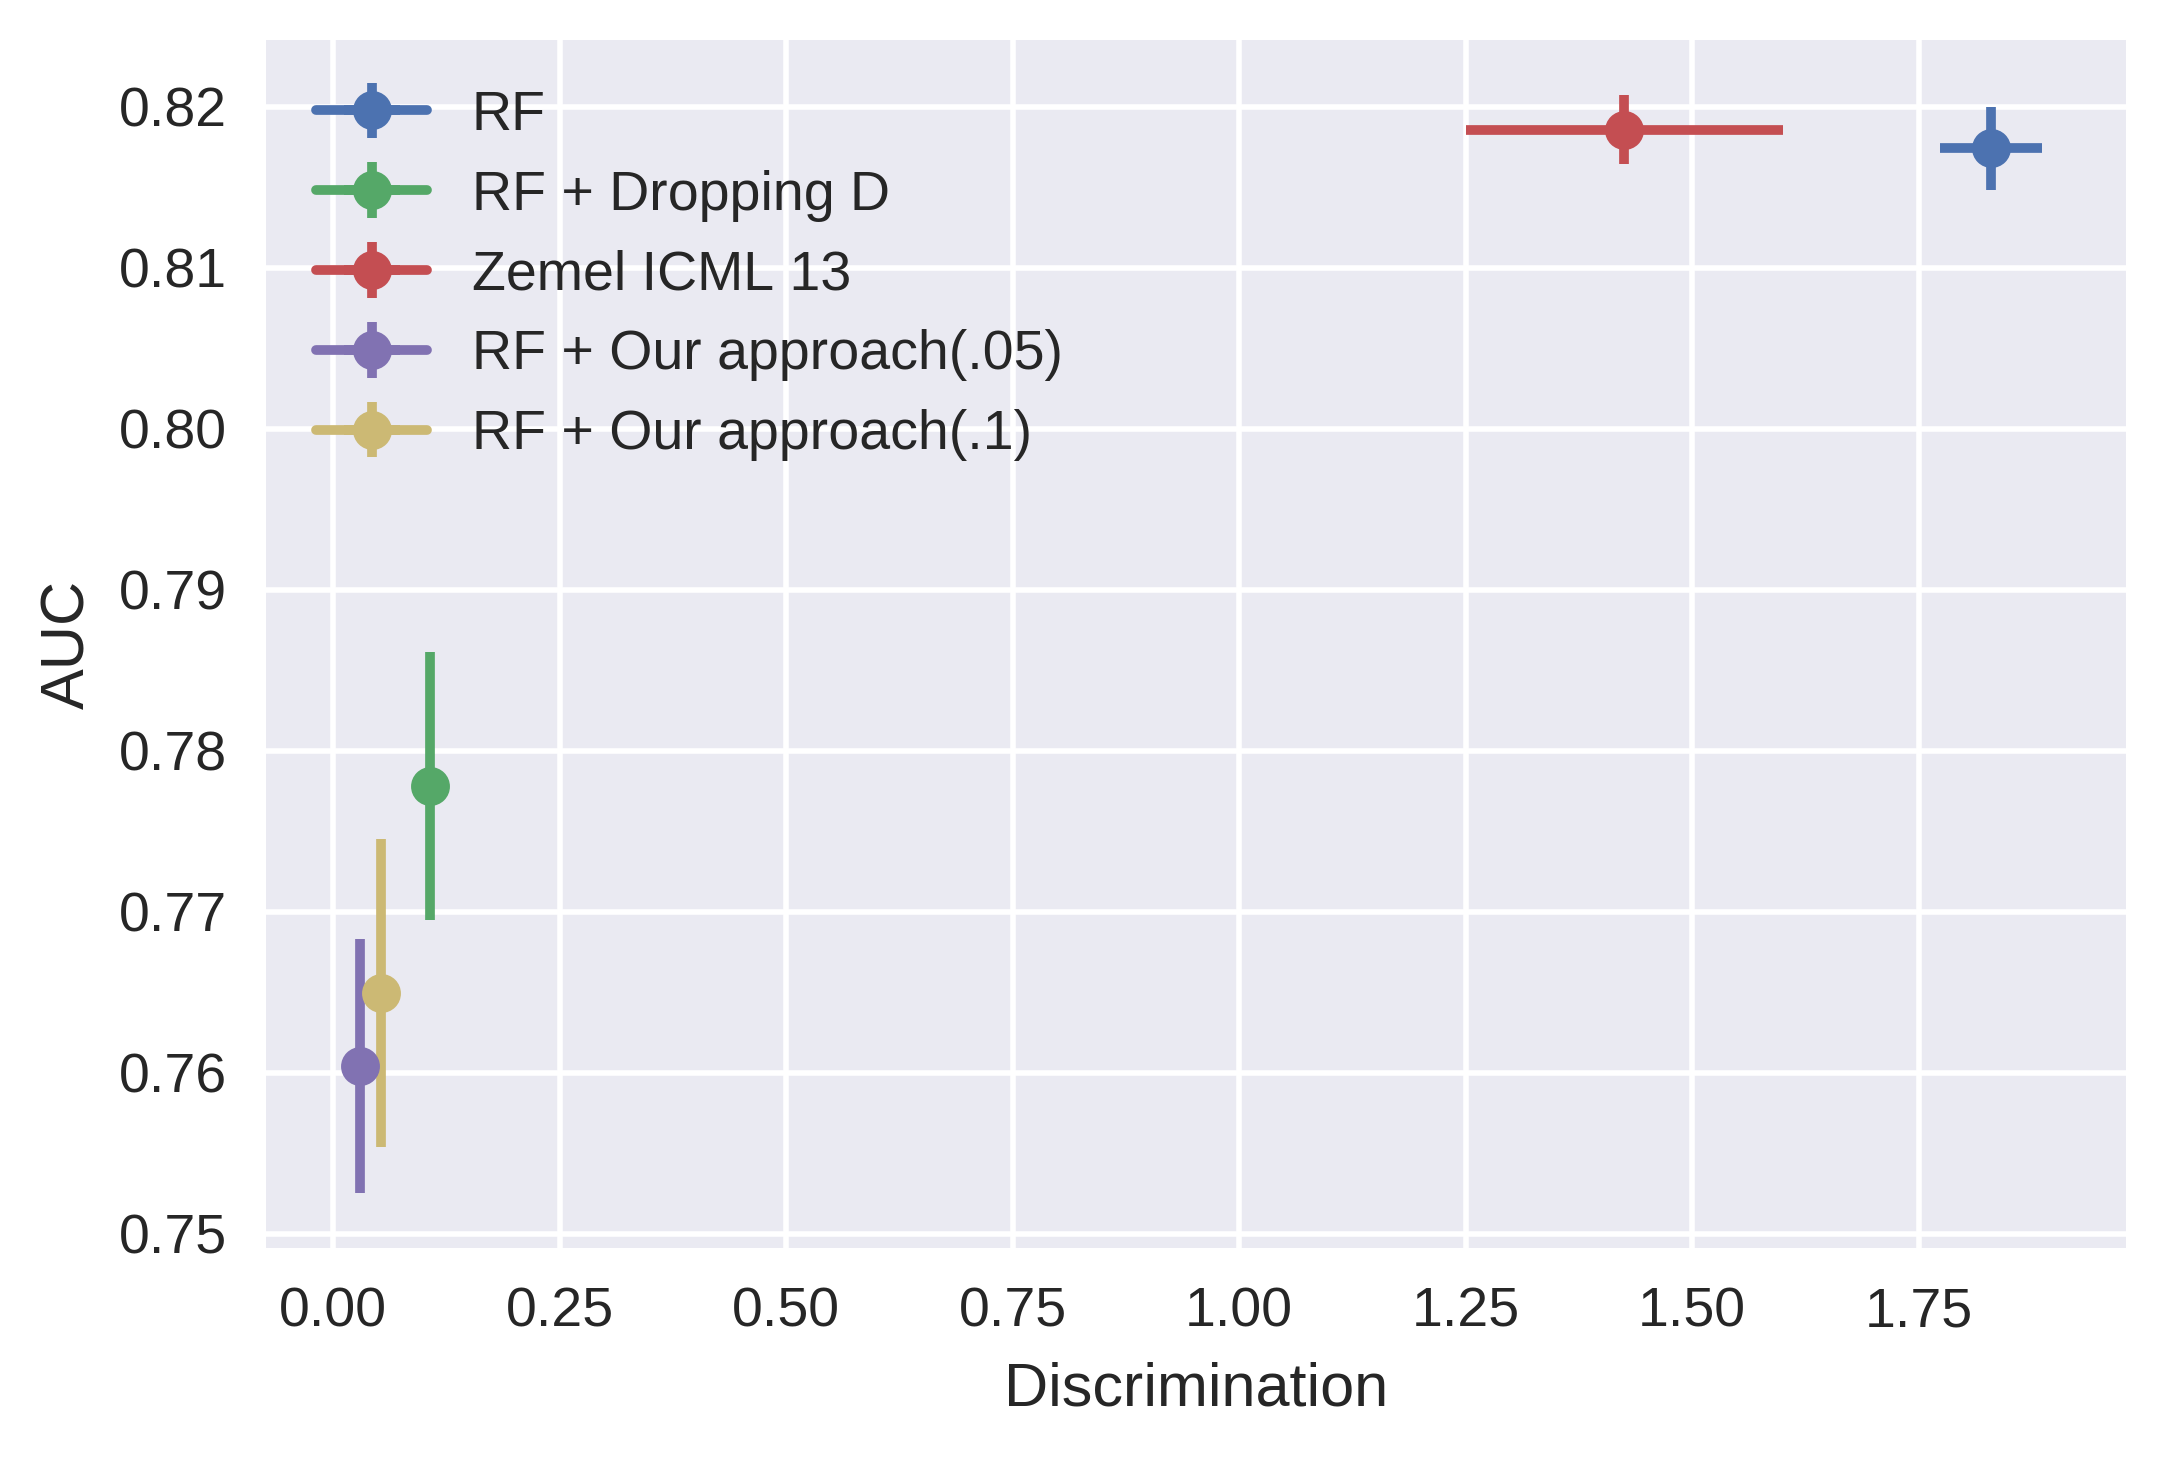 RF
RF + Dropping D
Zemel ICML 13
RF + Our approach(.05)
RF + Our approach(.1)
0.82
0.81
0.80
0.79
0.78
0.77
0.76
0.75
AUC
0.00 0.25 0.50 0.75 1.00 1.25 1.50 1.75
Discrimination